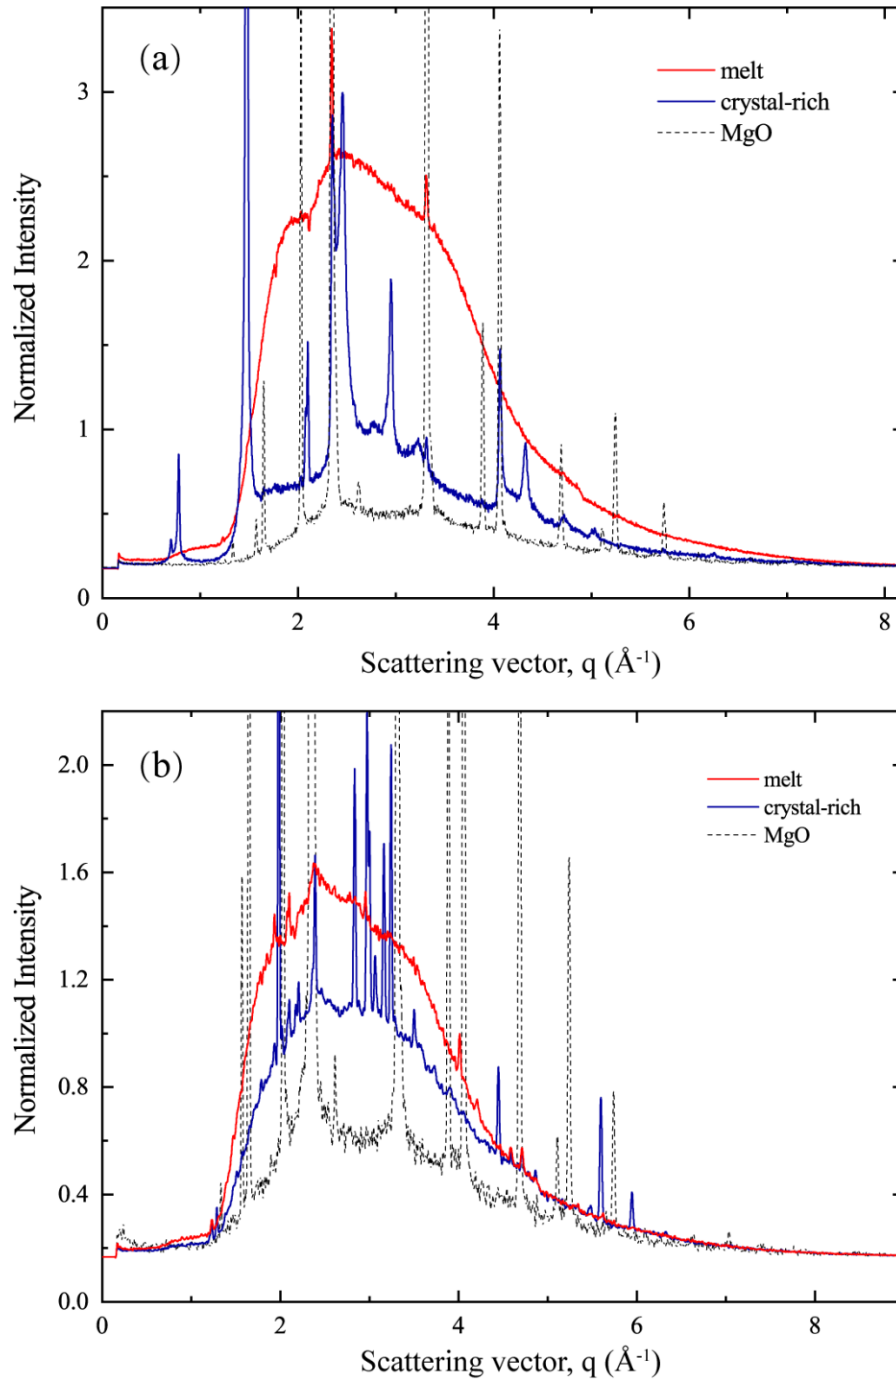 (a)
melt
crystal-rich
MgO
Normalized Intensity
3
2
1
0
0 2 4 6 8
Scattering vector, q (Å⁻¹)
(b)
melt
crystal-rich
MgO
Normalized Intensity
2.0
1.6
1.2
0.8
0.4
0.0
0 2 4 6 8
Scattering vector, q (Å⁻¹)